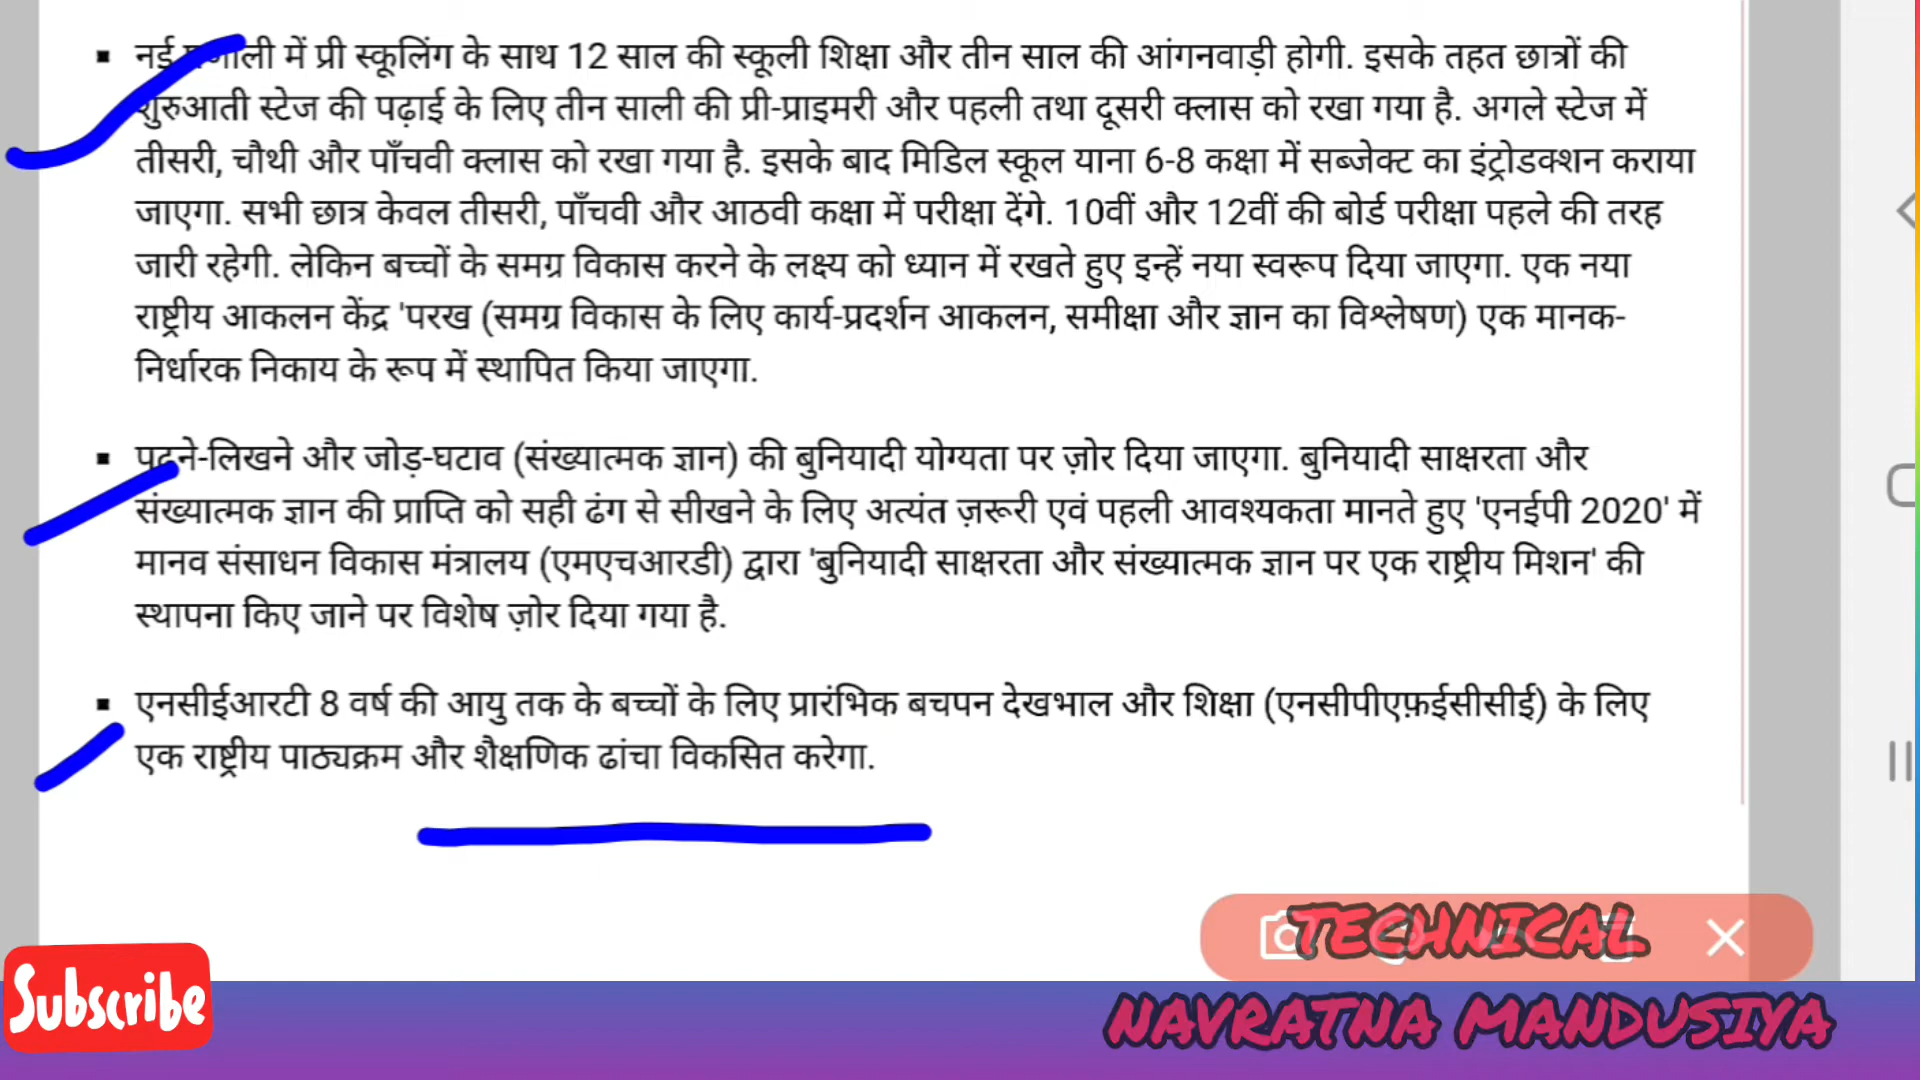 नई प्रणाली में प्री स्कूलिंग के साथ 12 साल की स्कूली शिक्षा और तीन साल की आंगनवाड़ी होगी. इसके तहत छात्रों की
शुरुआती स्टेज की पढ़ाई के लिए तीन साली की प्री-प्राइमरी और पहली तथा दूसरी क्लास को रखा गया है. अगले स्टेज में
तीसरी, चौथी और पाँचवी क्लास को रखा गया है. इसके बाद मिडिल स्कूल याना 6-8 कक्षा में सब्जेक्ट का इंट्रोडक्शन कराया
जाएगा. सभी छात्र केवल तीसरी, पाँचवी और आठवी कक्षा में परीक्षा देंगे. 10वीं और 12वीं की बोर्ड परीक्षा पहले की तरह
जारी रहेगी. लेकिन बच्चों के समग्र विकास करने के लक्ष्य को ध्यान में रखते हुए इन्हें नया स्वरूप दिया जाएगा. एक नया
राष्ट्रीय आकलन केंद्र 'परख (समग्र विकास के लिए कार्य-प्रदर्शन आकलन, समीक्षा और ज्ञान का विश्लेषण) एक मानक-
निर्धारक निकाय के रूप में स्थापित किया जाएगा.
पढ़ने-लिखने और जोड़-घटाव (संख्यात्मक ज्ञान) की बुनियादी योग्यता पर ज़ोर दिया जाएगा. बुनियादी साक्षरता और
संख्यात्मक ज्ञान की प्राप्ति को सही ढंग से सीखने के लिए अत्यंत ज़रूरी एवं पहली आवश्यकता मानते हुए 'एनईपी 2020' में
मानव संसाधन विकास मंत्रालय (एमएचआरडी) द्वारा 'बुनियादी साक्षरता और संख्यात्मक ज्ञान पर एक राष्ट्रीय मिशन' की
स्थापना किए जाने पर विशेष ज़ोर दिया गया है.
एनसीईआरटी 8 वर्ष की आयु तक के बच्चों के लिए प्रारंभिक बचपन देखभाल और शिक्षा (एनसीपीएफ़ईसीसीई) के लिए
एक राष्ट्रीय पाठ्यक्रम और शैक्षणिक ढांचा विकसित करेगा.
TECHNICAL
Subscribe
NAVRATNA MANDUSIYA